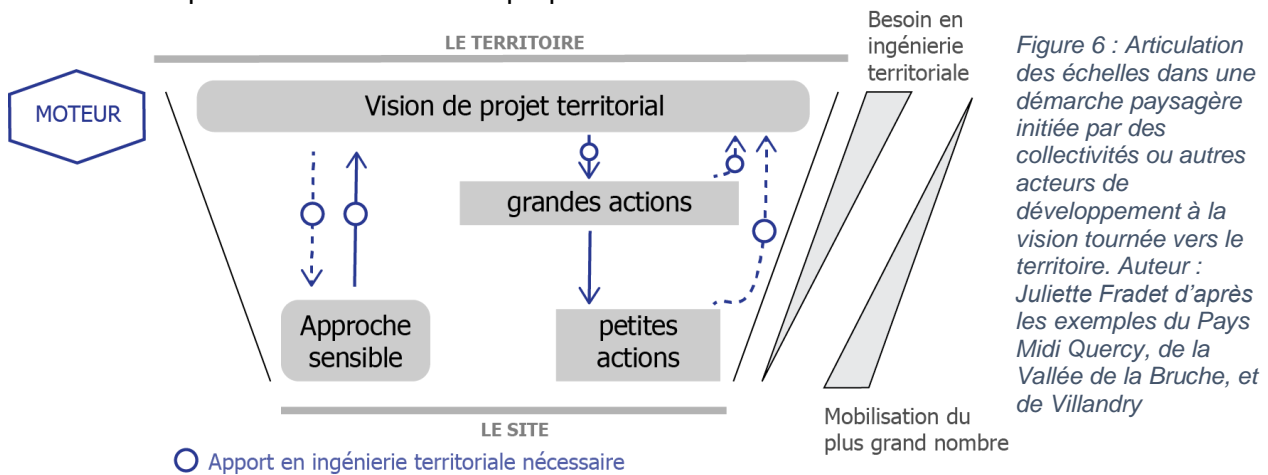 LE TERRITOIRE
MOTEUR
Vision de projet territorial
grandes actions
Approche
sensible
petites
actions
LE SITE
Apport en ingénierie territoriale nécessaire
Besoin en
ingénierie
territoriale
Mobilisation du
plus grand nombre
Figure 6 : Articulation
des échelles dans une
démarche paysagère
initiée par des
collectivités ou autres
acteurs de
développement à la
vision tournée vers le
territoire. Auteur :
Juliette Fradet d'après
les exemples du Pays
Midi Quercy, de la
Vallée de la Bruche, et
de Villandry